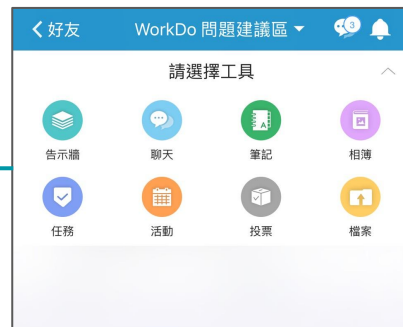 好友 WorkDo 問題建議區 3
請選擇工具
告示牆 聊天 筆記 相簿
任務 活動 投票 檔案